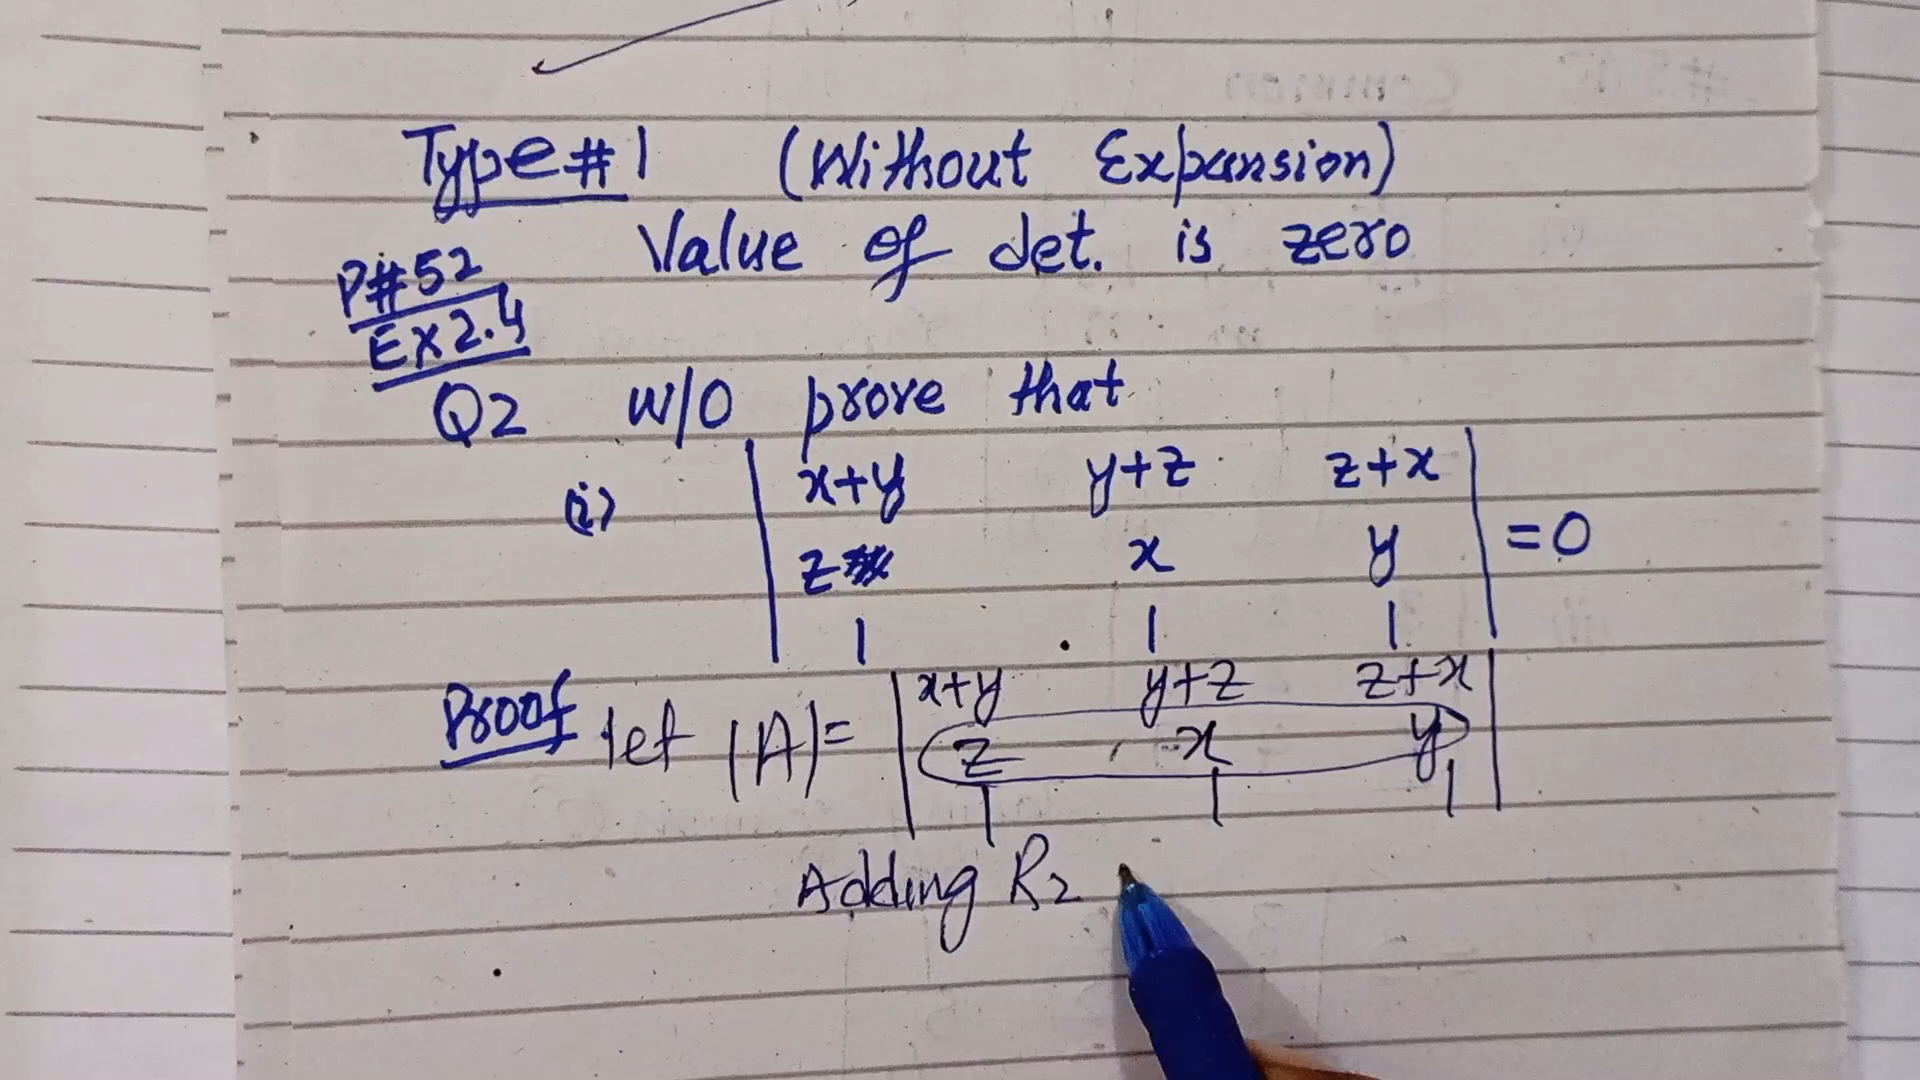 Type#1 (Without Expansion)
Value of det. is zero
P#52
Ex2.4
Q2 W/O prove that
(i) | x+y y+z z+x |
| z x y | =0
| 1 1 1 |
Proof let |A|= | x+y y+z z+x |
| z x y |
| 1 1 1 |
Adding R2